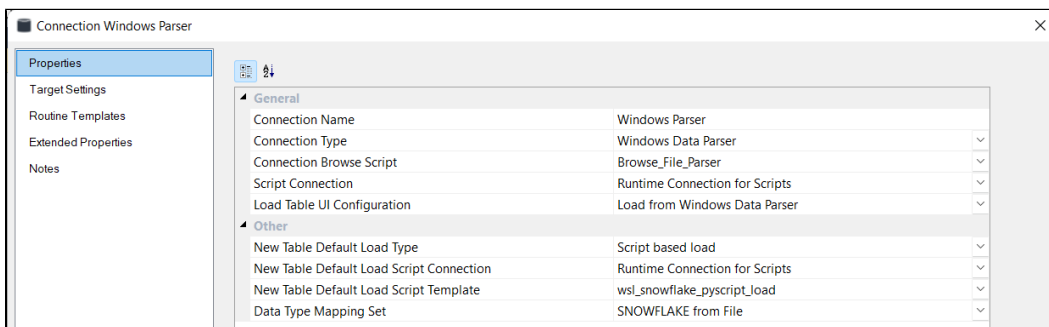 Connection Windows Parser
Properties
Target Settings
Routine Templates
Extended Properties
Notes
General
Connection Name Windows Parser
Connection Type Windows Data Parser
Connection Browse Script Browse_File_Parser
Script Connection Runtime Connection for Scripts
Load Table UI Configuration Load from Windows Data Parser
Other
New Table Default Load Type Script based load
New Table Default Load Script Connection Runtime Connection for Scripts
New Table Default Load Script Template wsl_snowflake_pyscript_load
Data Type Mapping Set SNOWFLAKE from File